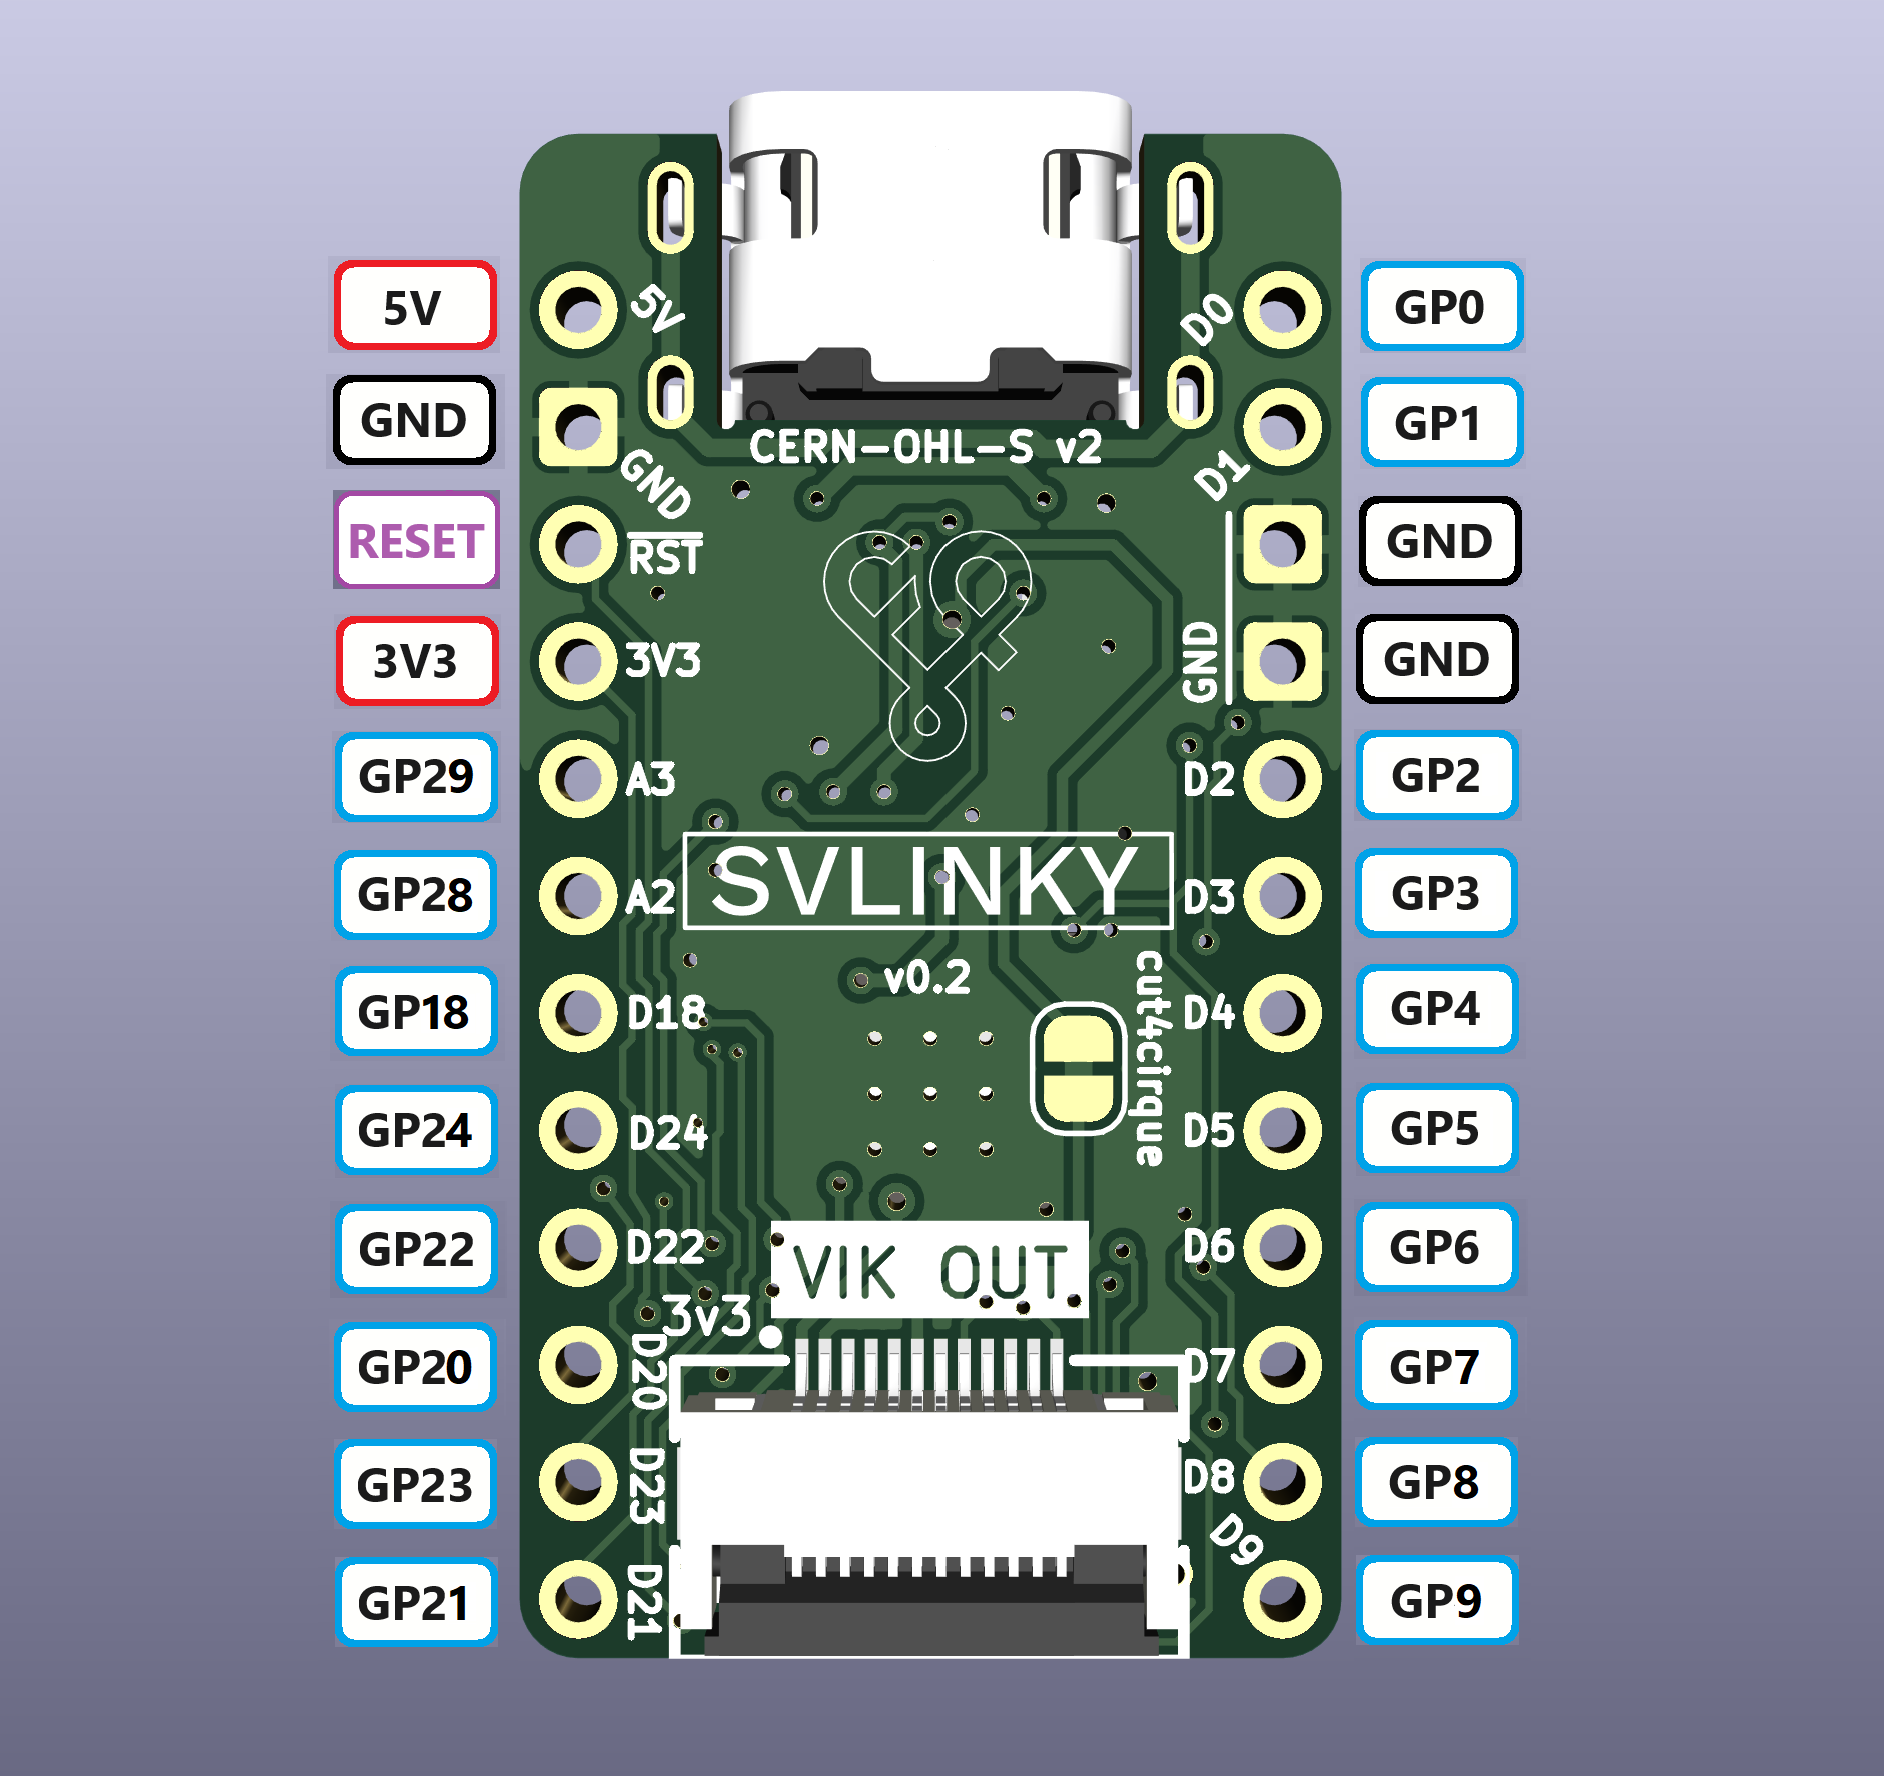 5V
GND
RESET
3V3
GP29
GP28
GP18
GP24
GP22
GP20
GP23
GP21
5V
GND
RST
3V3
A3
A2
D18
D24
D22
D20
D23
D21
CERN-OHL-S v2
SVLINKY
v0.2
cut4cirque
VIK OUT
3v3
D0
D1
GND
D2
D3
D4
D5
D6
D7
D8
D9
GP0
GP1
GND
GND
GP2
GP3
GP4
GP5
GP6
GP7
GP8
GP9